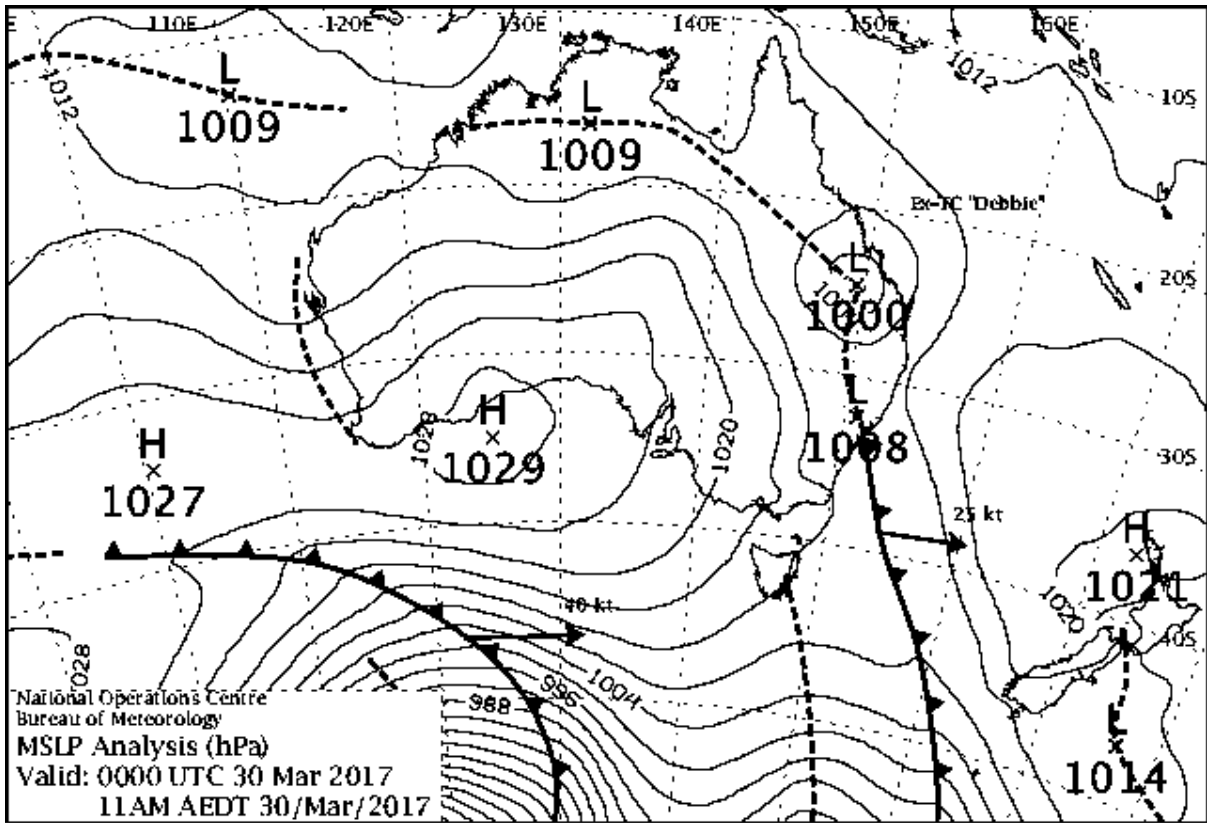 E 110E 120E 130E 140E 150E 160E
1012
L
1009
L
1009
1012
10S
Ex-TC "Debbie"
L
1000
20S
H
1027
1028
H
1029
1020
L
1008
30S
25 kt
H
1021
1020
40 kt
40S
1028
988
996
1004
L
1014
National Operations Centre
Bureau of Meteorology
MSLP Analysis (hPa)
Valid: 0000 UTC 30 Mar 2017
11AM AEDT 30/Mar/2017